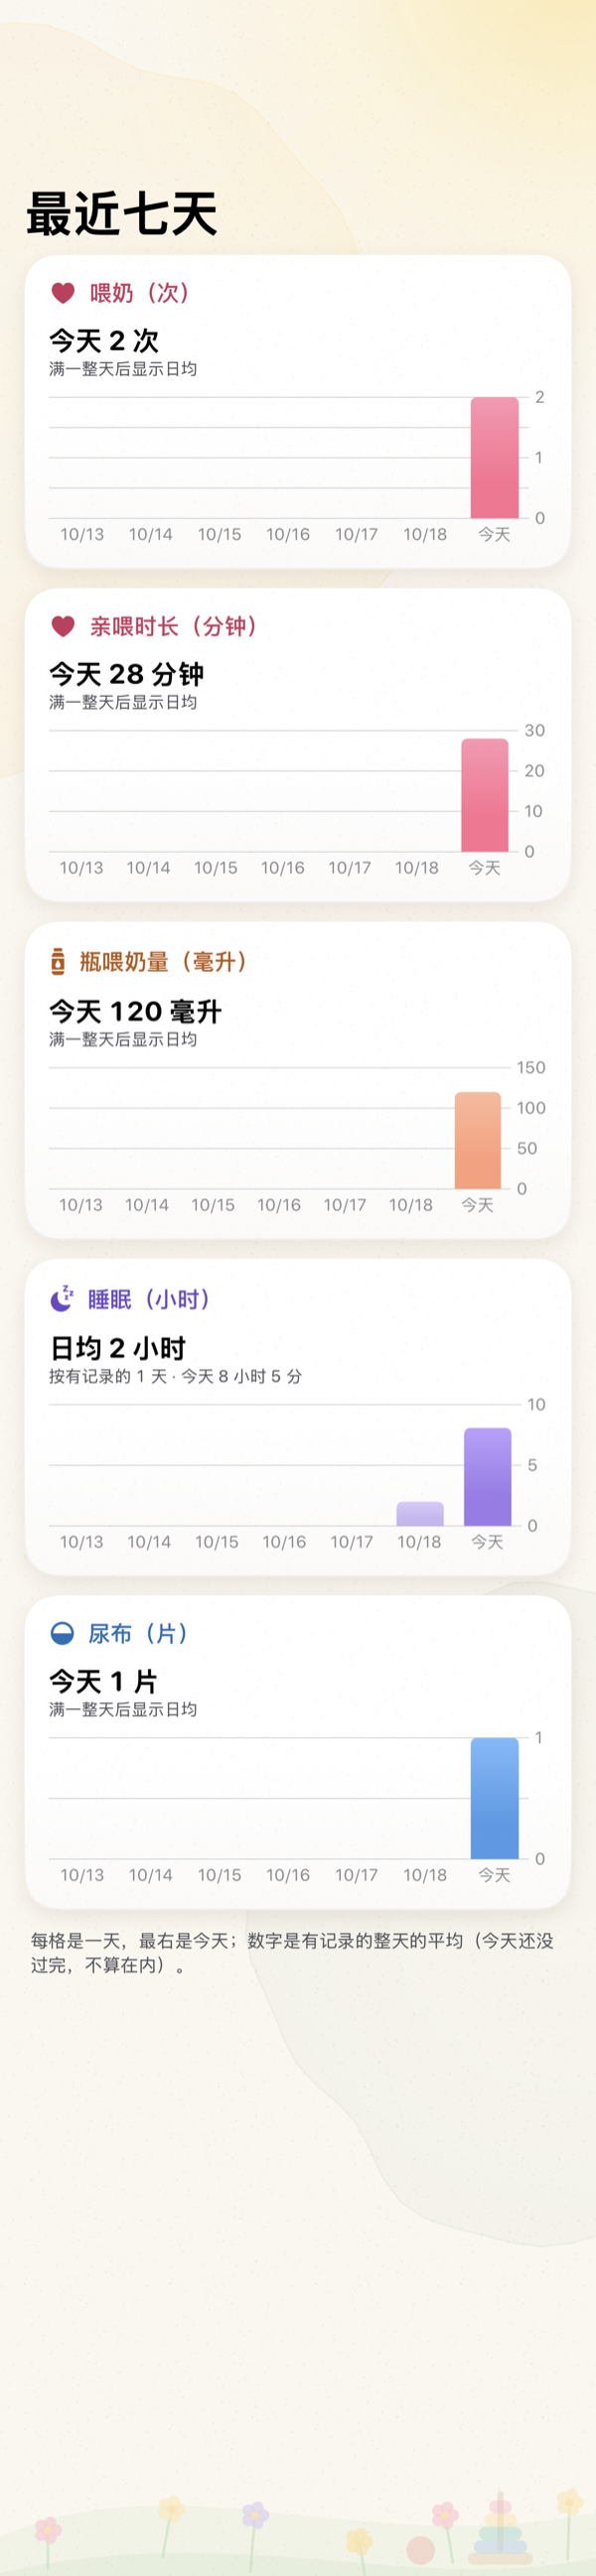 最近七天
喂奶（次）
今天 2 次
满一整天后显示日均
2
1
0
10/13 10/14 10/15 10/16 10/17 10/18 今天
亲喂时长（分钟）
今天 28 分钟
满一整天后显示日均
30
20
10
0
10/13 10/14 10/15 10/16 10/17 10/18 今天
瓶喂奶量（毫升）
今天 120 毫升
满一整天后显示日均
150
100
50
0
10/13 10/14 10/15 10/16 10/17 10/18 今天
睡眠（小时）
日均 2 小时
按有记录的 1 天 · 今天 8 小时 5 分
10
5
0
10/13 10/14 10/15 10/16 10/17 10/18 今天
尿布（片）
今天 1 片
满一整天后显示日均
1
0
10/13 10/14 10/15 10/16 10/17 10/18 今天
每格是一天，最右是今天；数字是有记录的整天的平均（今天还没
过完，不算在内）。